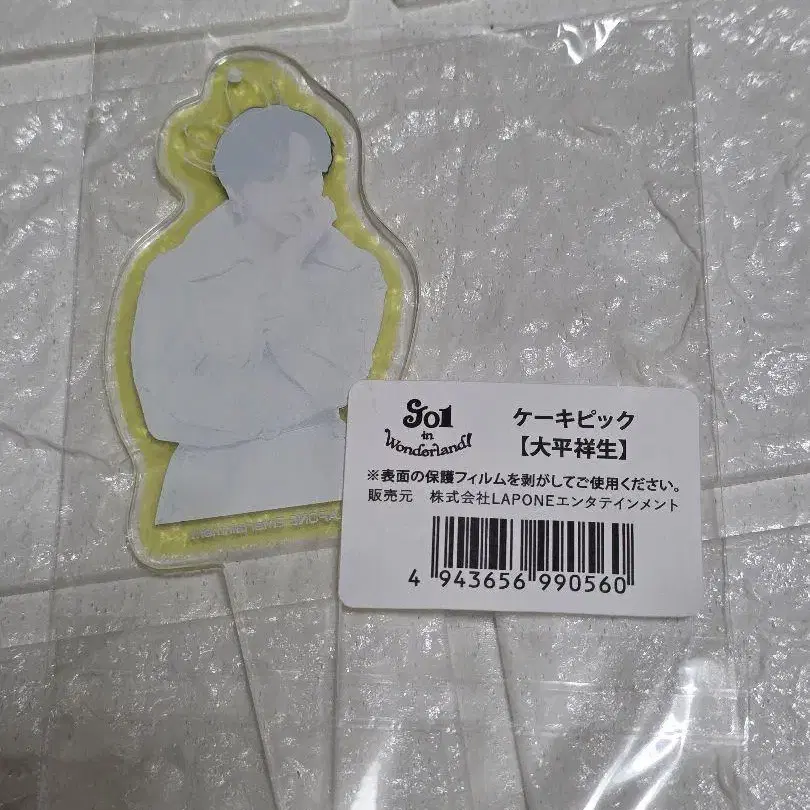 JO1
in
Wonderland!
ケーキピック
【大平祥生】
※表面の保護フィルムを剥がしてご使用ください。
販売元 株式会社LAPONEエンタテインメント
4 943656 990560